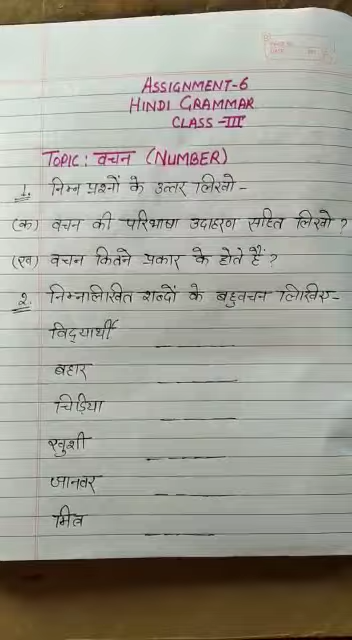 ASSIGNMENT-6
HINDI GRAMMAR
CLASS-III
TOPIC: वचन (NUMBER)
1. निम्न प्रश्नों के उत्तर लिखो -
(क) वचन की परिभाषा उदाहरण सहित लिखो ?
(ख) वचन कितने प्रकार के होते हैं ?
2. निम्नलिखित शब्दों के बहुवचन लिखिए -
विद्यार्थी
बहार
चिड़िया
खुशी
जानवर
मित्र